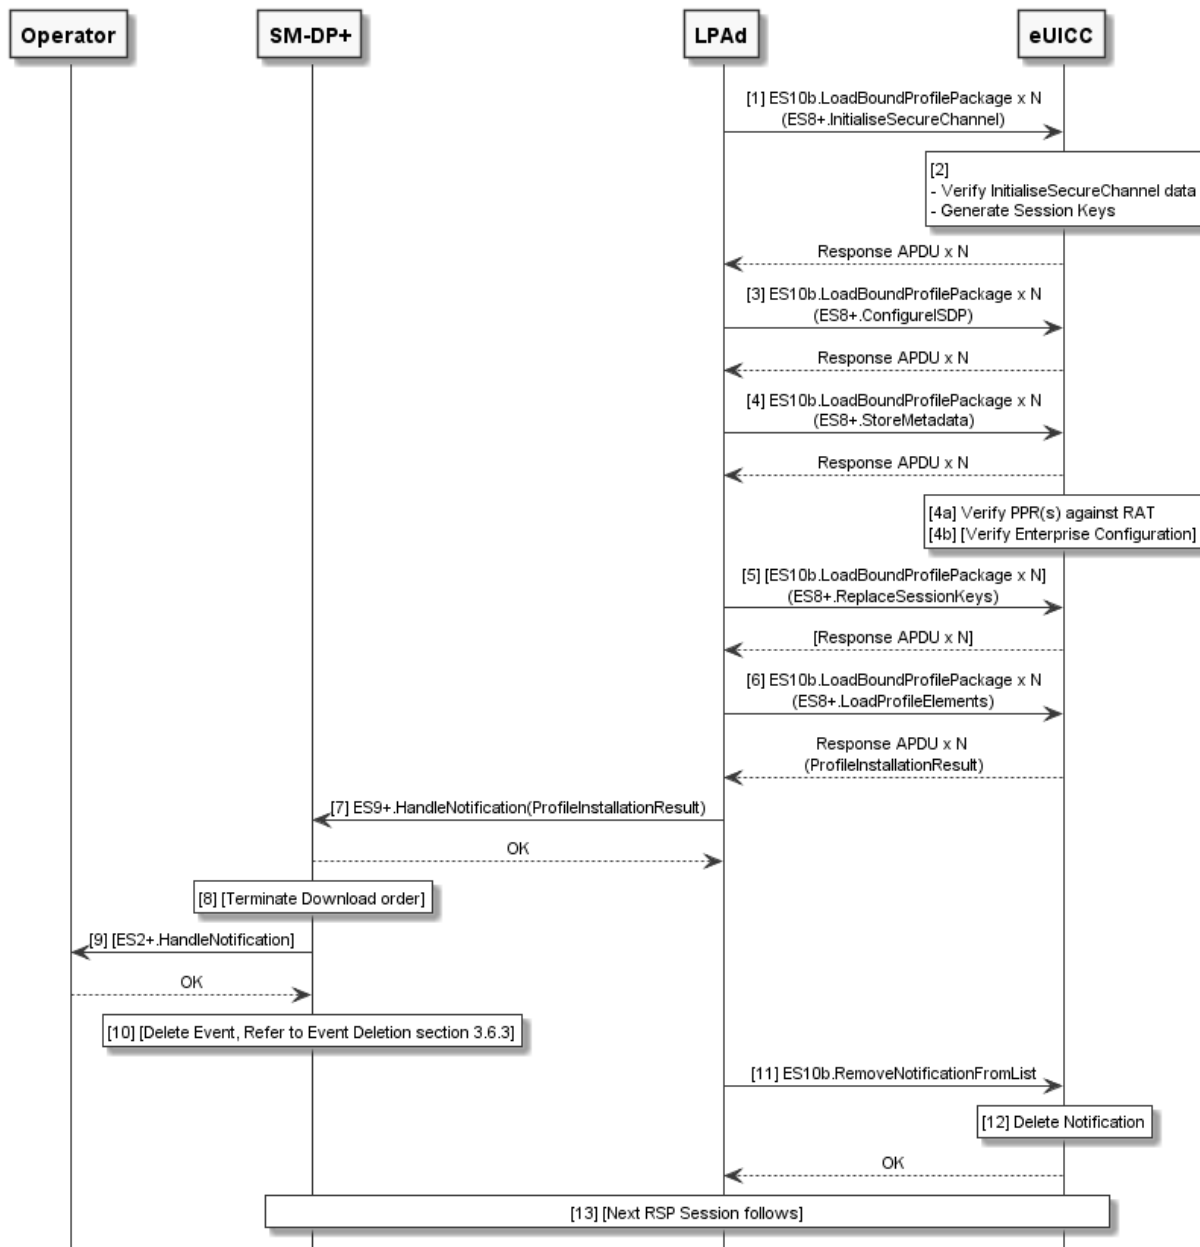 Operator
SM-DP+
LPAd
eUICC
[1] ES10b.LoadBoundProfilePackage x N
(ES8+.InitialiseSecureChannel)
[2]
- Verify InitialiseSecureChannel data
- Generate Session Keys
Response APDU x N
[3] ES10b.LoadBoundProfilePackage x N
(ES8+.ConfigureISDP)
Response APDU x N
[4] ES10b.LoadBoundProfilePackage x N
(ES8+.StoreMetadata)
Response APDU x N
[4a] Verify PPR(s) against RAT
[4b] [Verify Enterprise Configuration]
[5] [ES10b.LoadBoundProfilePackage x N]
(ES8+.ReplaceSessionKeys)
[Response APDU x N]
[6] ES10b.LoadBoundProfilePackage x N
(ES8+.LoadProfileElements)
Response APDU x N
(ProfileInstallationResult)
[7] ES9+.HandleNotification(ProfileInstallationResult)
OK
[8] [Terminate Download order]
[9] [ES2+.HandleNotification]
OK
[10] [Delete Event, Refer to Event Deletion section 3.6.3]
[11] ES10b.RemoveNotificationFromList
[12] Delete Notification
OK
[13] [Next RSP Session follows]